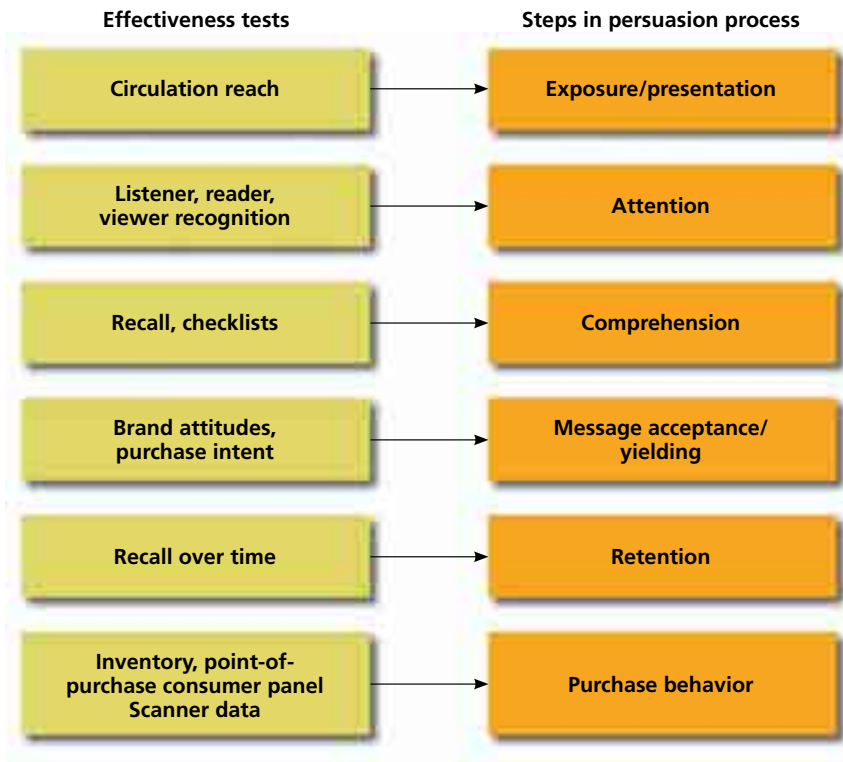 Effectiveness tests
Steps in persuasion process
Circulation reach
Exposure/presentation
Listener, reader,
viewer recognition
Attention
Recall, checklists
Comprehension
Brand attitudes,
purchase intent
Message acceptance/
yielding
Recall over time
Retention
Inventory, point-of-
purchase consumer panel
Scanner data
Purchase behavior